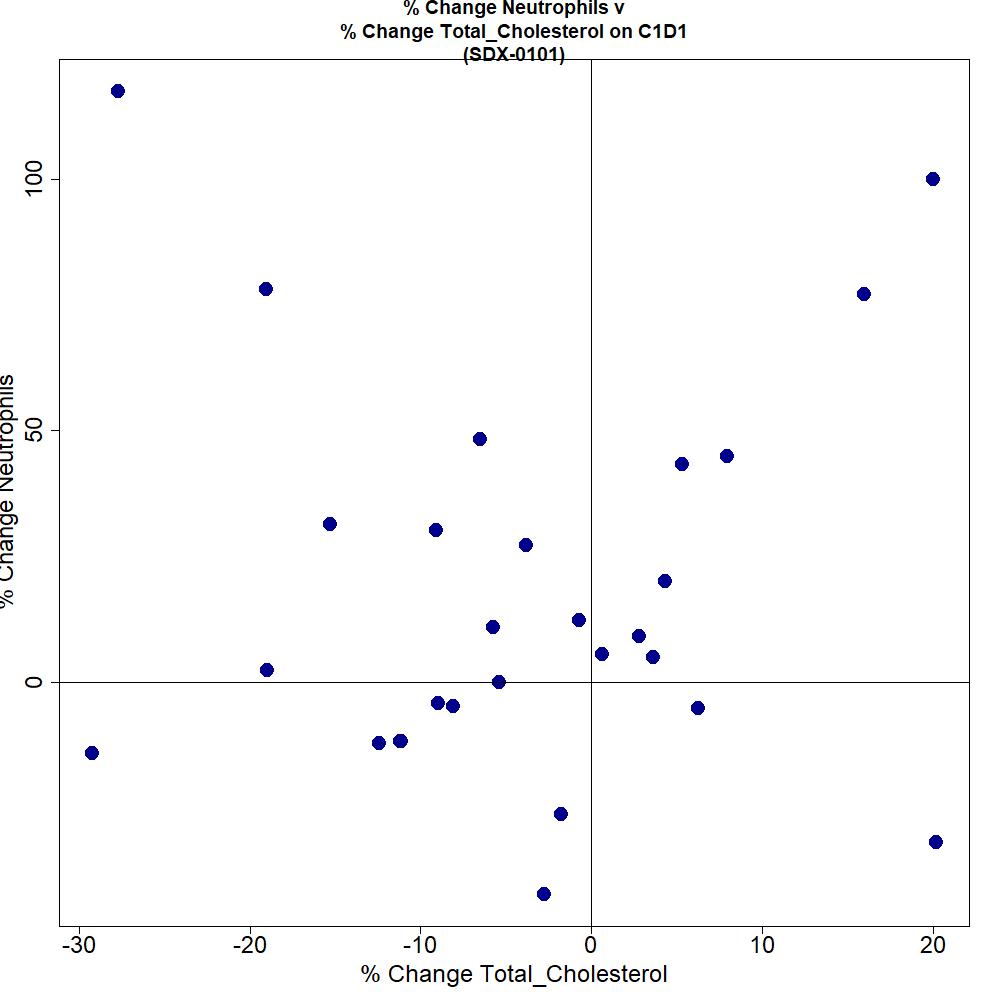 % Change Neutrophils v
% Change Total_Cholesterol on C1D1
(SDX-0101)
100
50
0
% Change Neutrophils
-30
-20
-10
0
10
20
% Change Total_Cholesterol